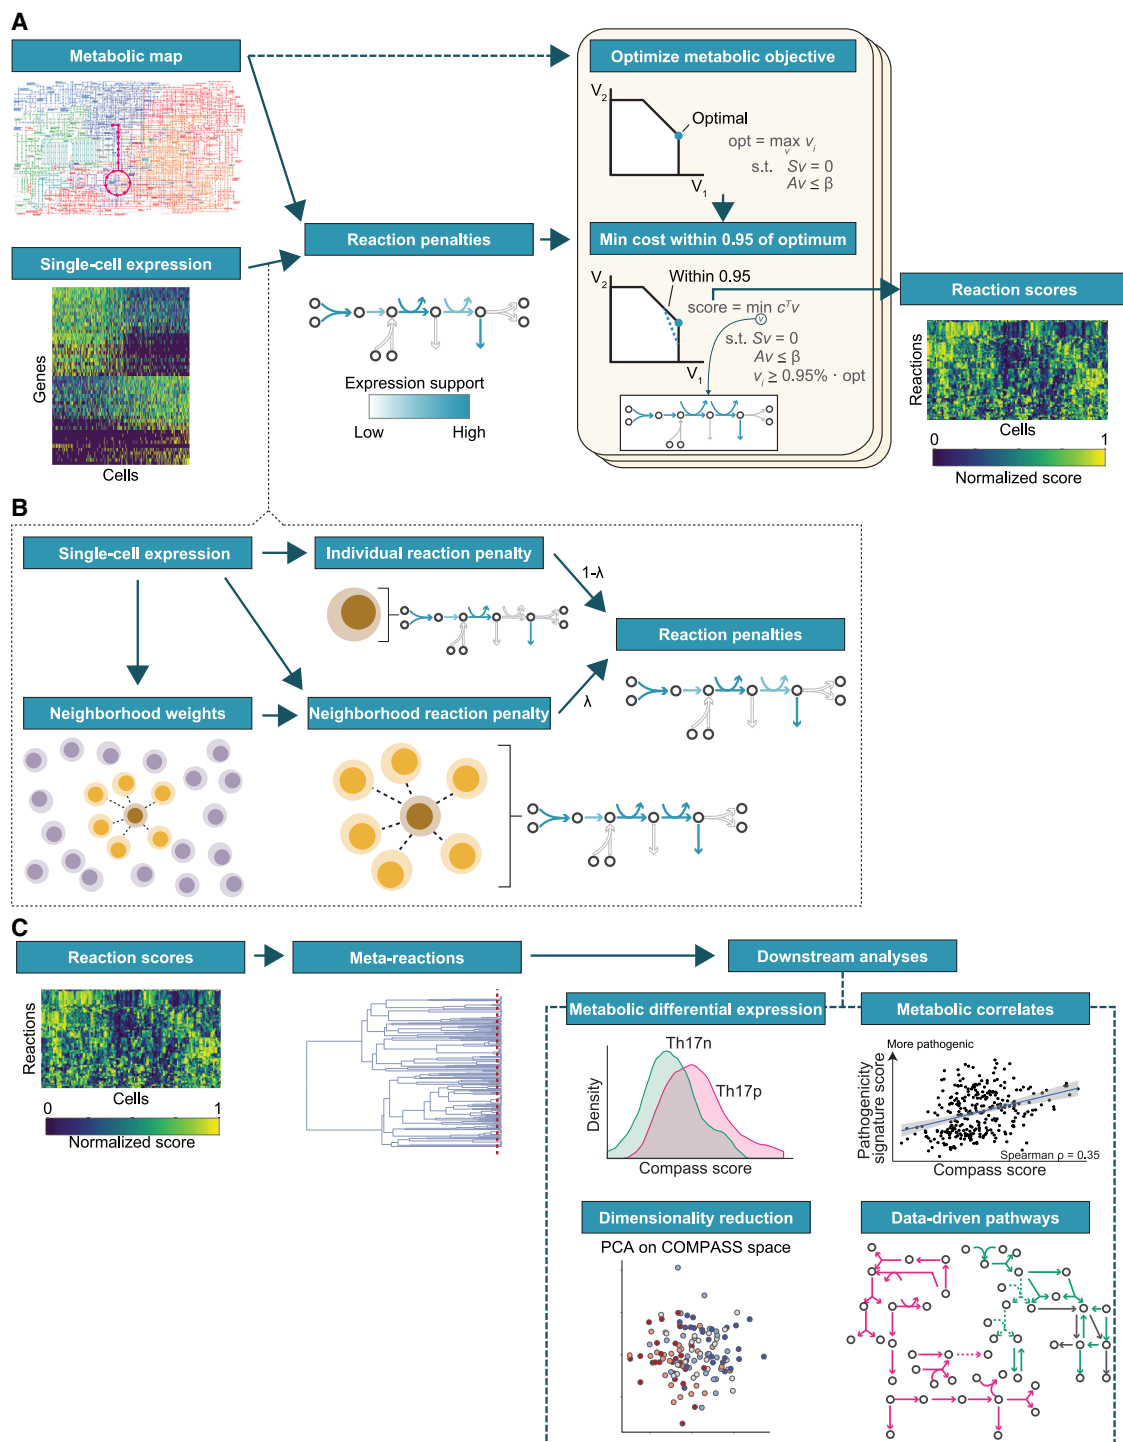 A
Metabolic map
Optimize metabolic objective
V2
Optimal
opt = max vi
v
s.t. Sv = 0
Av ≤ β
V1
Reaction penalties
Min cost within 0.95 of optimum
Single-cell expression
Genes
Cells
Expression support
Low High
V2
Within 0.95
score = min cᵀv
v
s.t. Sv = 0
Av ≤ β
vi ≥ 0.95% · opt
V1
Reaction scores
Reactions
Cells
0 1
Normalized score
B
Single-cell expression
Individual reaction penalty
1-λ
Reaction penalties
Neighborhood weights
Neighborhood reaction penalty
λ
C
Reaction scores
Meta-reactions
Downstream analyses
Reactions
Cells
0 1
Normalized score
Metabolic differential expression
Th17n
Th17p
Density
Compass score
Metabolic correlates
More pathogenic
Pathogenicity
signature score
Spearman ρ = 0.35
Compass score
Dimensionality reduction
PCA on COMPASS space
Data-driven pathways